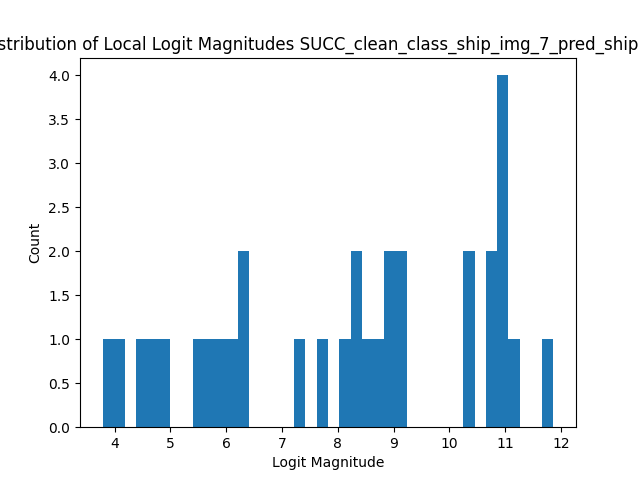 stribution of Local Logit Magnitudes SUCC_clean_class_ship_img_7_pred_ship
4.0
3.5
3.0
2.5
2.0
1.5
1.0
0.5
0.0
Count
4 5 6 7 8 9 10 11 12
Logit Magnitude